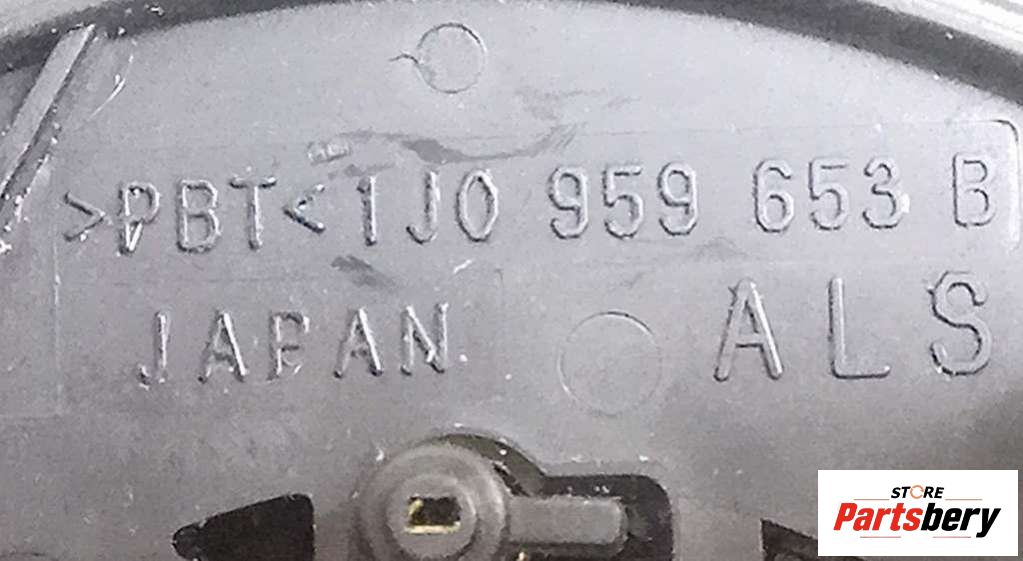 >PBT< 1J0 959 653 B
JAPAN ALS
STORE
Partsbery